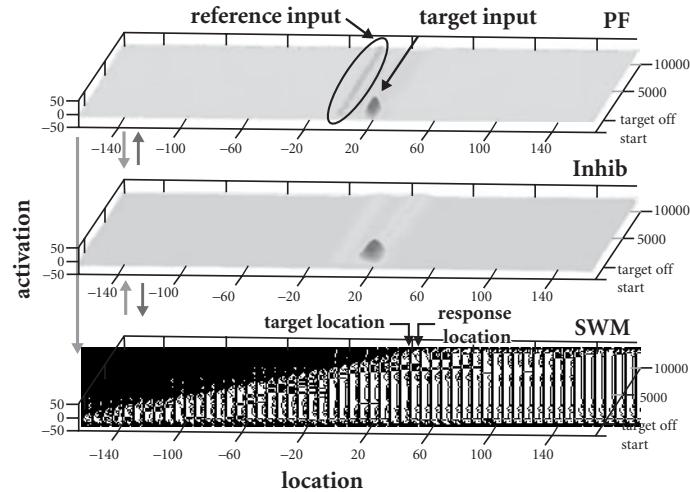 reference input
target input
PF
10000
5000
target off
start
50
0
−50
−140
−100
−60
−20
20
60
100
140
Inhib
10000
5000
target off
start
50
0
−50
−140
−100
−60
−20
20
60
100
140
activation
target location
response
location
SWM
10000
5000
target off
start
50
0
−50
−140
−100
−60
−20
20
60
100
140
location